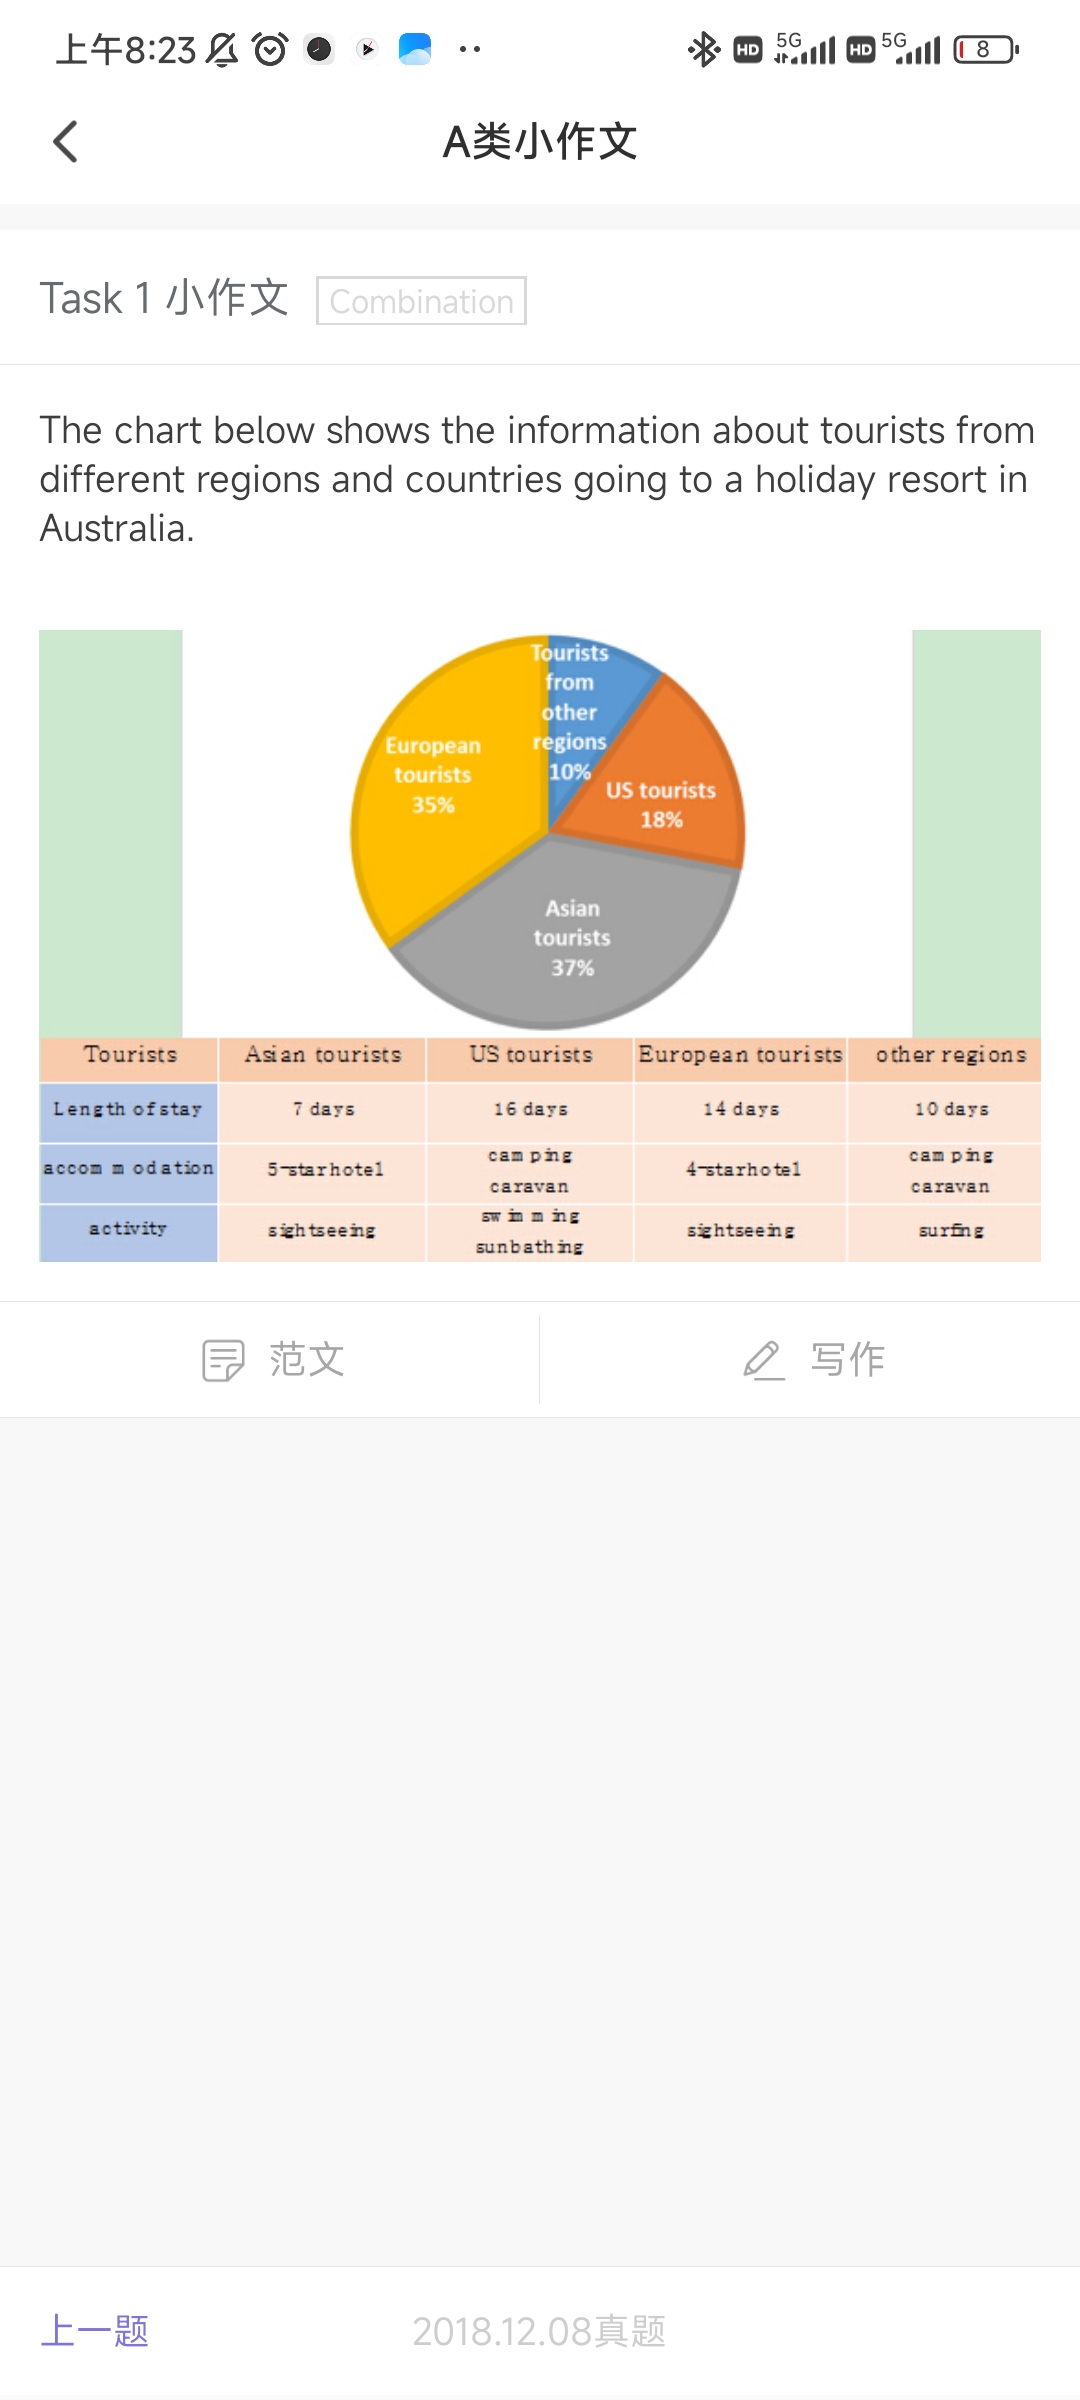 上午8:23
HD 5G HD 5G 8
A类小作文
Task 1 小作文 Combination
The chart below shows the information about tourists from
different regions and countries going to a holiday resort in
Australia.
Tourists
from
other
regions
10%
US tourists
18%
European
tourists
35%
Asian
tourists
37%
Tourists Asian tourists US tourists European tourists other regions
Length of stay 7 days 16 days 14 days 10 days
accommodation 5-star hotel camping caravan 4-star hotel camping caravan
activity sightseeing swimming sunbathing sightseeing surfing
范文 写作
上一题 2018.12.08真题